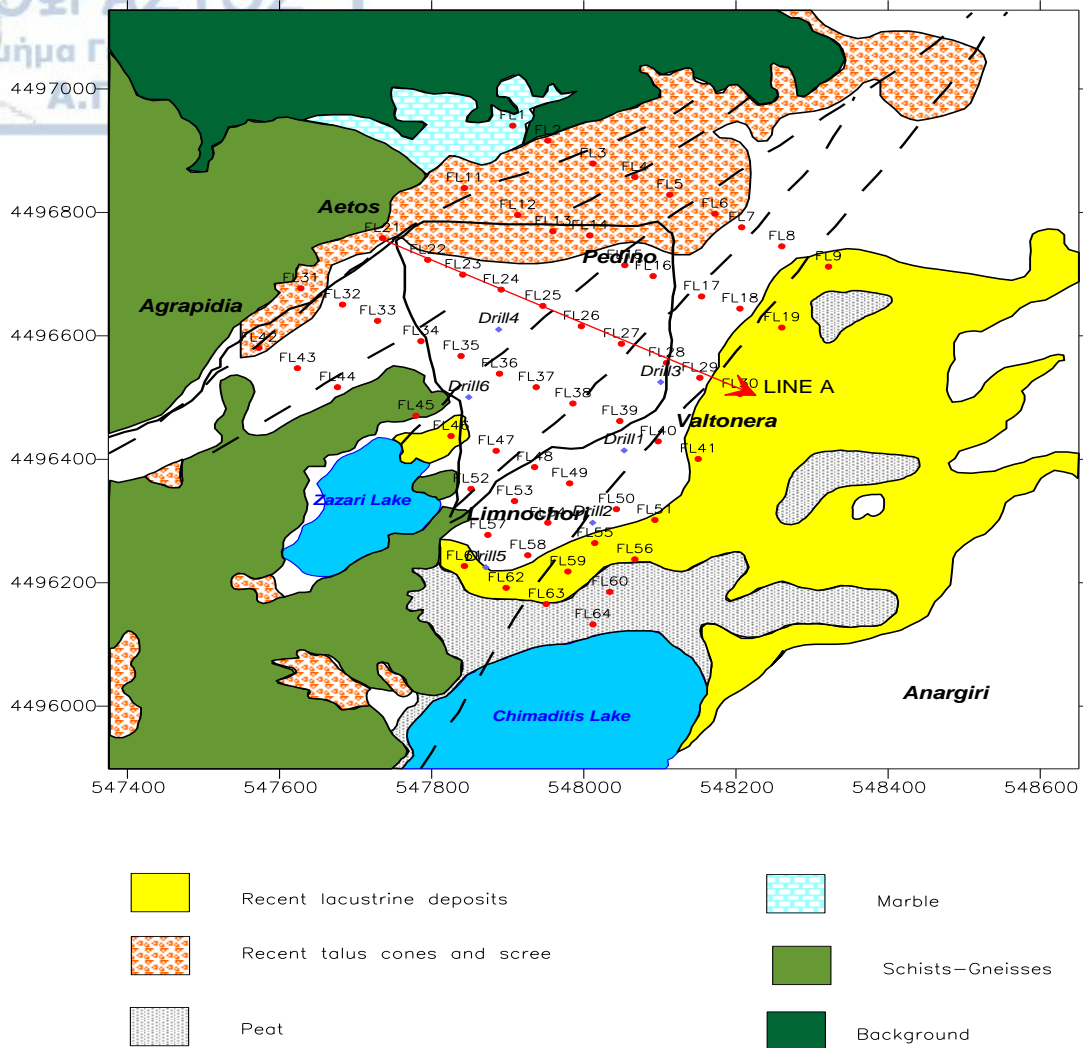 4497000
4496800
4496600
4496400
4496200
4496000
547400
547600
547800
548000
548200
548400
548600
FL1
FL2
FL3
FL4
FL5
FL6
FL7
FL8
FL9
FL11
FL12
FL13
FL14
FL16
FL17
FL18
FL19
FL21
FL22
FL23
FL24
FL25
FL26
FL27
FL28
FL29
FL30
FL31
FL32
FL33
FL34
FL35
FL36
FL37
FL38
FL39
FL40
FL41
FL42
FL43
FL44
FL45
FL46
FL47
FL48
FL49
FL50
FL51
FL52
FL53
FL55
FL56
FL57
FL58
FL59
FL60
FL61
FL62
FL63
FL64
Drill4
Drill6
Drill3
Drill1
Drill2
Drill5
Aetos
Pedino
Agrapidia
LINE A
Valtonera
Limnochori
Zazari Lake
Chimaditis Lake
Anargiri
Recent lacustrine deposits
Marble
Recent talus cones and scree
Schists-Gneisses
Peat
Background